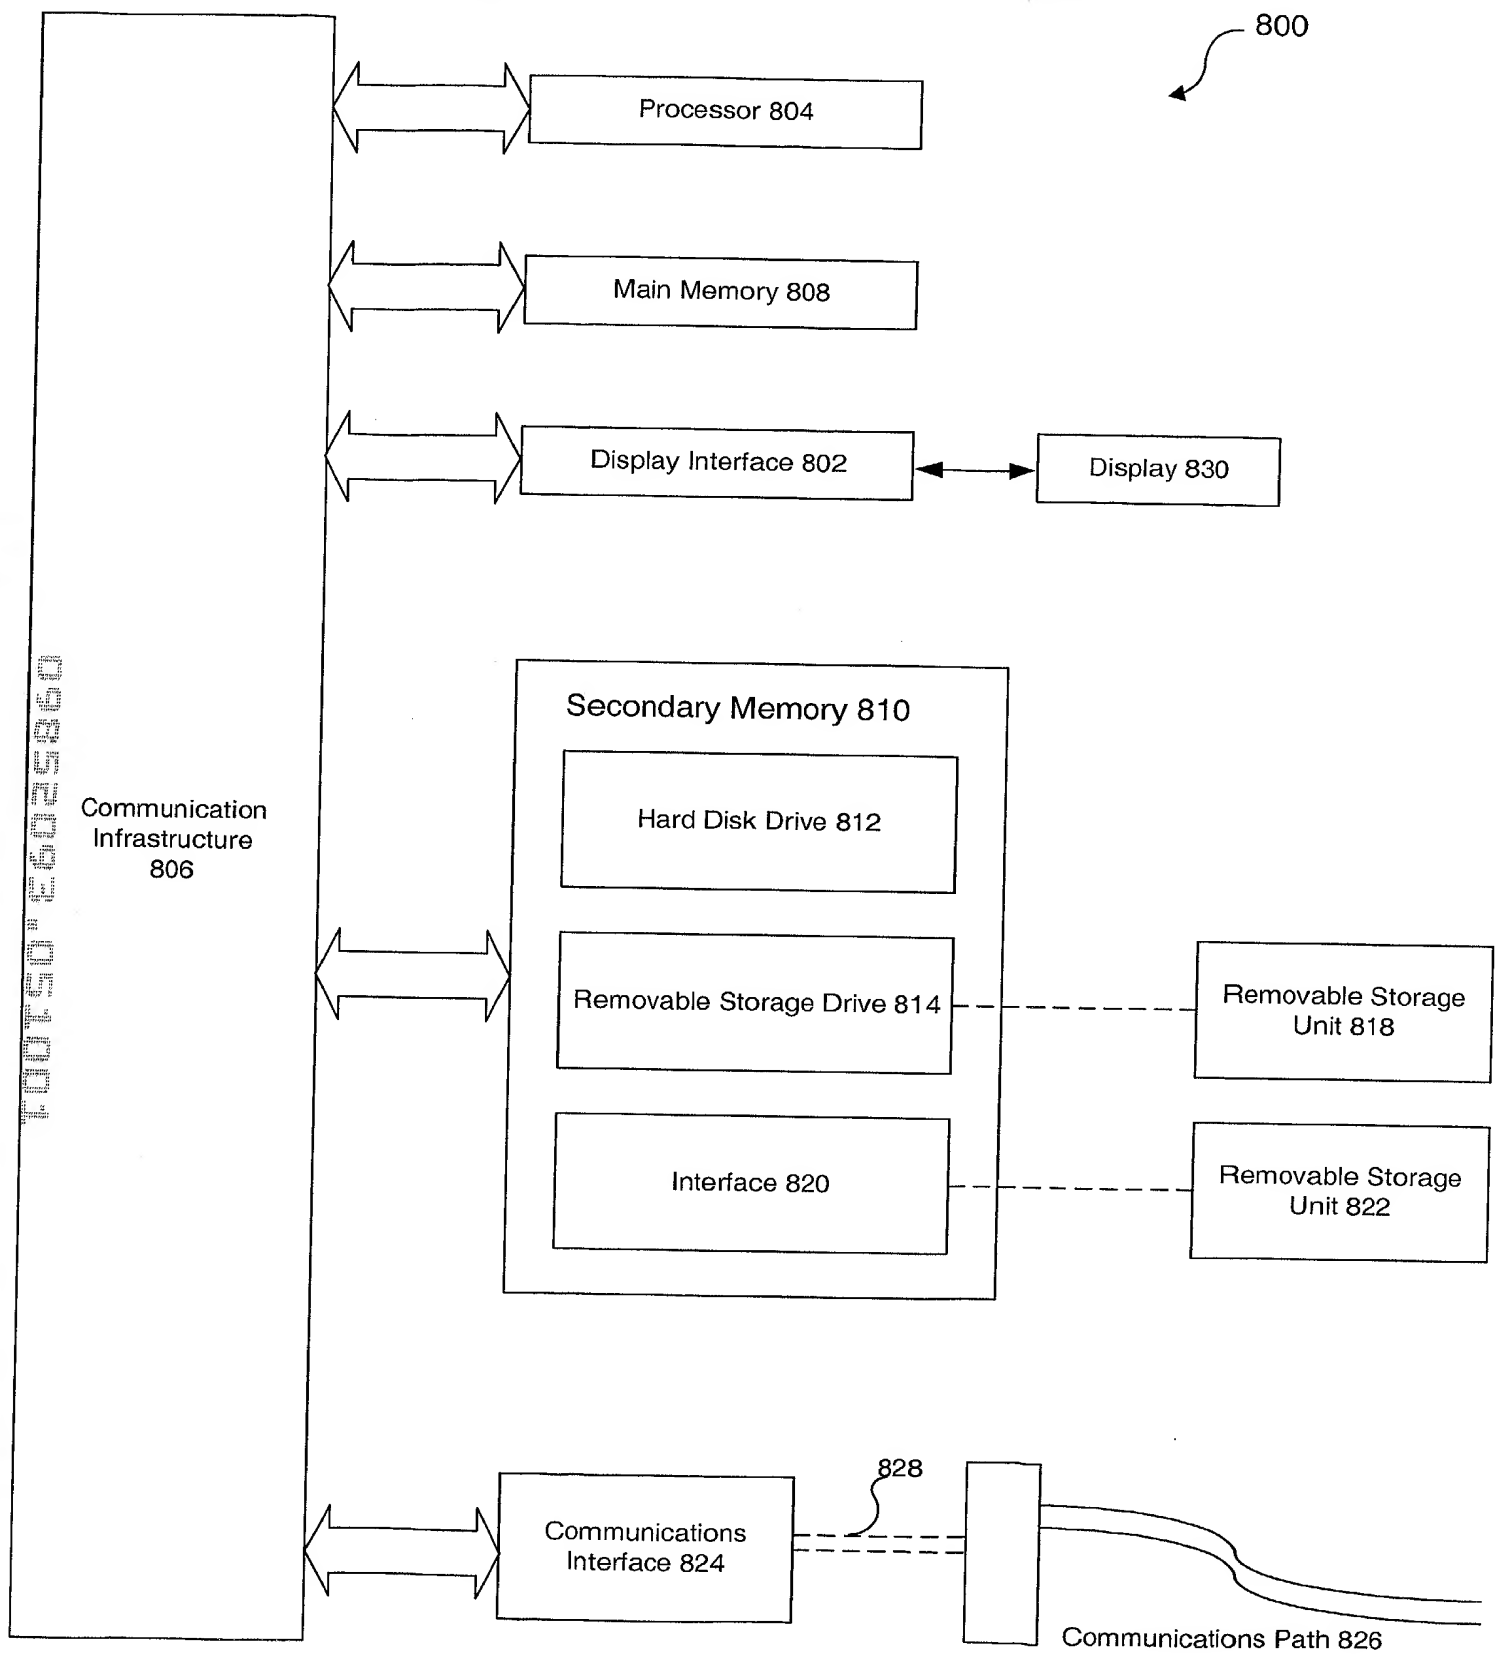 800
Processor 804
Main Memory 808
Display Interface 802
Display 830
Secondary Memory 810
Hard Disk Drive 812
Communication
Infrastructure
806
Removable Storage Drive 814
Removable Storage
Unit 818
Interface 820
Removable Storage
Unit 822
828
Communications
Interface 824
Communications Path 826
09852093.051001